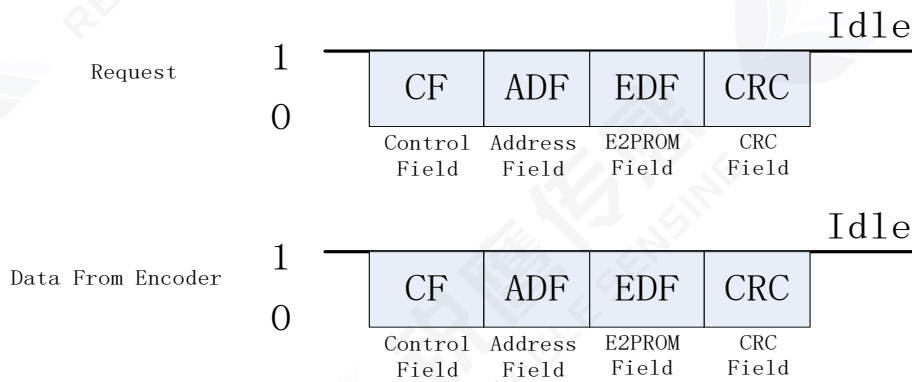 Idle
Request
1
0
CF ADF EDF CRC
Control Address E2PROM CRC
Field Field Field Field
Idle
Data From Encoder
1
0
CF ADF EDF CRC
Control Address E2PROM CRC
Field Field Field Field